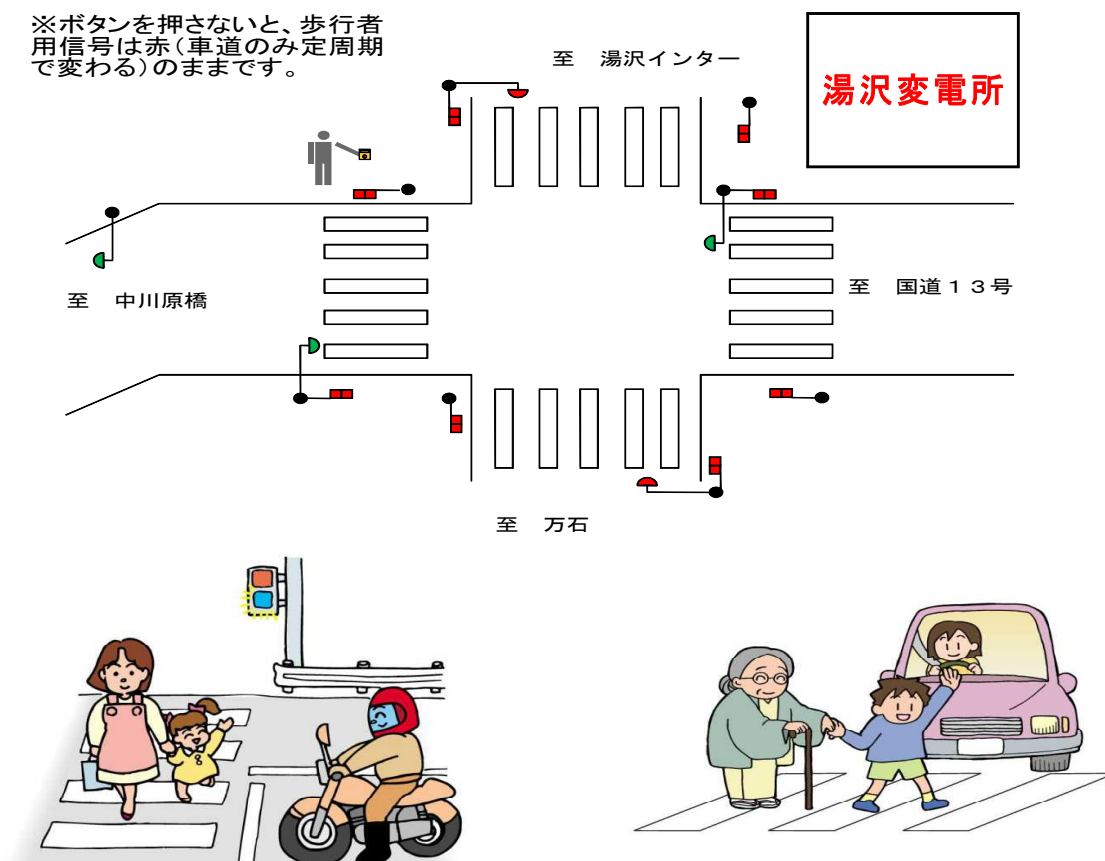 ※ボタンを押さないと、歩行者
用信号は赤(車道のみ定周期
で変わる)のままです。
至　湯沢インター
湯沢変電所
至　中川原橋
至　国道１３号
至　万石